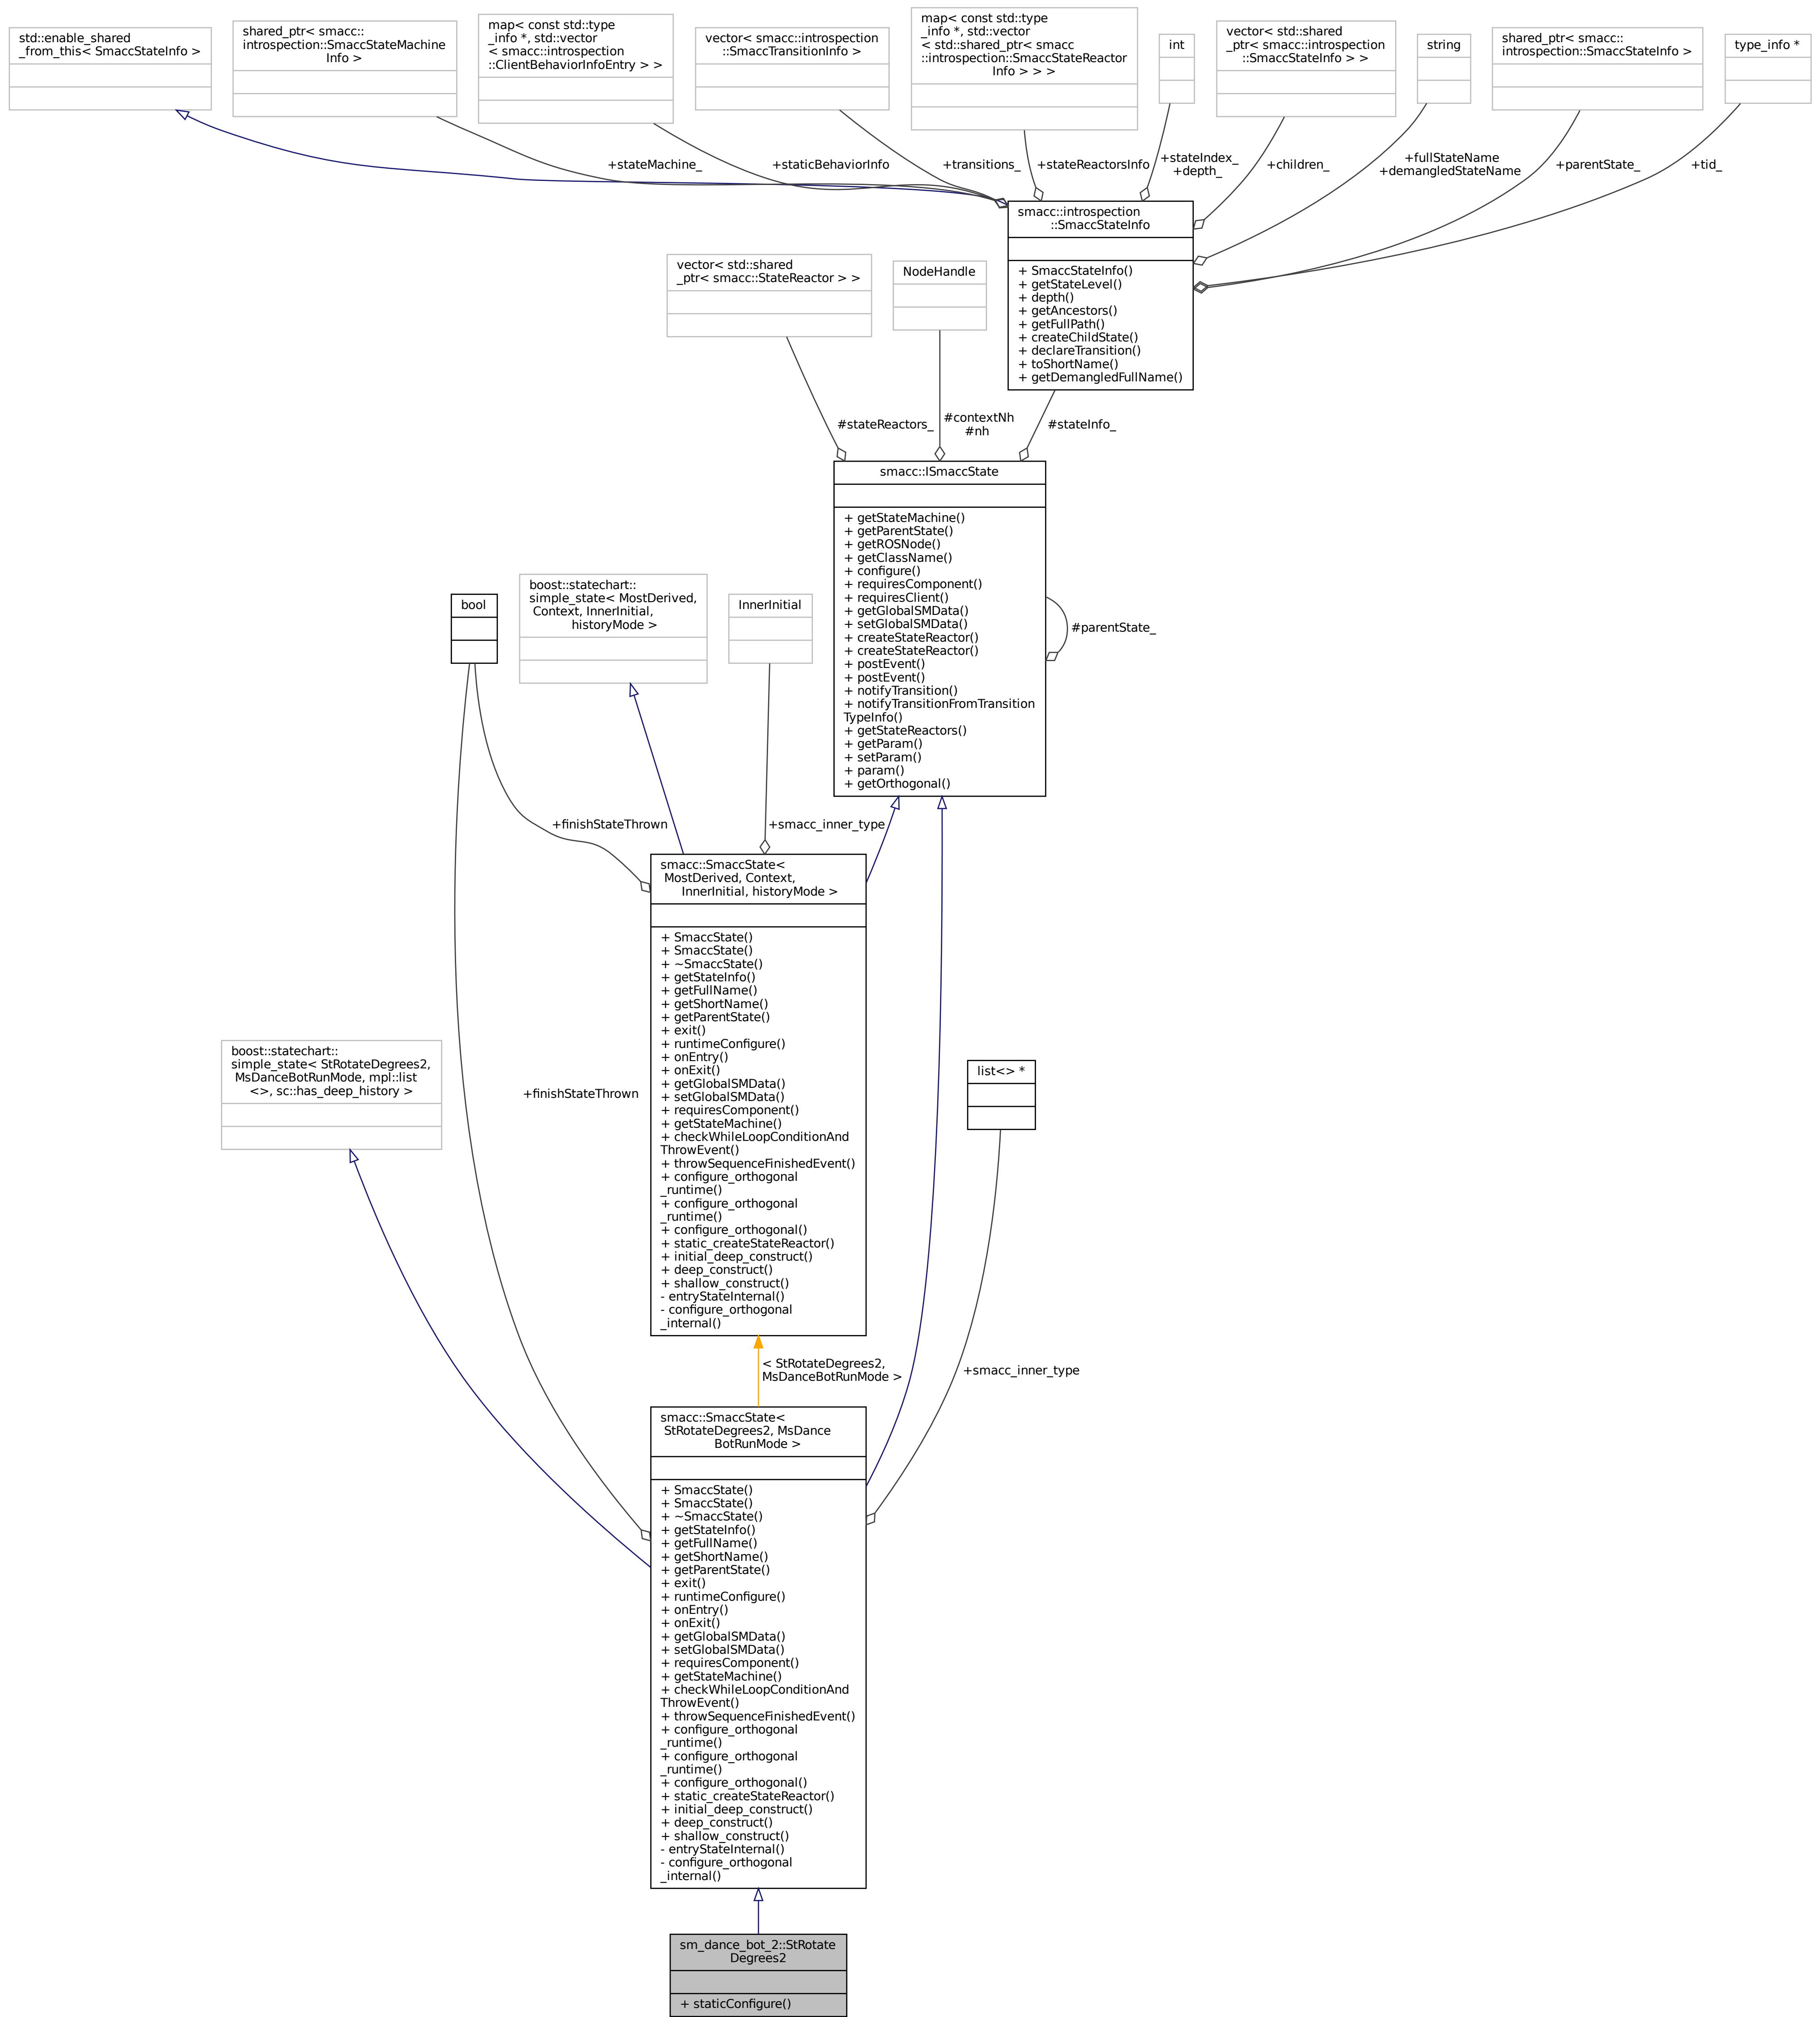 std::enable_shared
_from_this< SmaccStateInfo >
shared_ptr< smacc::
introspection::SmaccStateMachine
Info >
map< const std::type
_info *, std::vector
< smacc::introspection
::ClientBehaviorInfoEntry > >
vector< smacc::introspection
::SmaccTransitionInfo >
map< const std::type
_info *, std::vector
< std::shared_ptr< smacc
::introspection::SmaccStateReactor
Info > > >
int
vector< std::shared
_ptr< smacc::introspection
::SmaccStateInfo > >
string
shared_ptr< smacc::
introspection::SmaccStateInfo >
type_info *
+stateMachine_
+staticBehaviorInfo
+transitions_
+stateReactorsInfo
+stateIndex_
+depth_
+children_
+fullStateName
+demangledStateName
+parentState_
+tid_
smacc::introspection
::SmaccStateInfo
+ SmaccStateInfo()
+ getStateLevel()
+ depth()
+ getAncestors()
+ getFullPath()
+ createChildState()
+ declareTransition()
+ toShortName()
+ getDemangledFullName()
vector< std::shared
_ptr< smacc::StateReactor > >
NodeHandle
#stateReactors_
#contextNh
#nh
#stateInfo_
smacc::ISmaccState
+ getStateMachine()
+ getParentState()
+ getROSNode()
+ getClassName()
+ configure()
+ requiresComponent()
+ requiresClient()
+ getGlobalSMData()
+ setGlobalSMData()
+ createStateReactor()
+ createStateReactor()
+ postEvent()
+ postEvent()
+ notifyTransition()
+ notifyTransitionFromTransition
TypeInfo()
+ getStateReactors()
+ getParam()
+ setParam()
+ param()
+ getOrthogonal()
#parentState_
bool
boost::statechart::
simple_state< MostDerived,
Context, InnerInitial,
historyMode >
InnerInitial
+finishStateThrown
+smacc_inner_type
smacc::SmaccState<
MostDerived, Context,
InnerInitial, historyMode >
+ SmaccState()
+ SmaccState()
+ ~SmaccState()
+ getStateInfo()
+ getFullName()
+ getShortName()
+ getParentState()
+ exit()
+ runtimeConfigure()
+ onEntry()
+ onExit()
+ getGlobalSMData()
+ setGlobalSMData()
+ requiresComponent()
+ getStateMachine()
+ checkWhileLoopConditionAnd
ThrowEvent()
+ throwSequenceFinishedEvent()
+ configure_orthogonal
_runtime()
+ configure_orthogonal
_runtime()
+ configure_orthogonal()
+ static_createStateReactor()
+ initial_deep_construct()
+ deep_construct()
+ shallow_construct()
- entryStateInternal()
- configure_orthogonal
_internal()
boost::statechart::
simple_state< StRotateDegrees2,
MsDanceBotRunMode, mpl::list
<>, sc::has_deep_history >
+finishStateThrown
list<> *
< StRotateDegrees2,
MsDanceBotRunMode >
+smacc_inner_type
smacc::SmaccState<
StRotateDegrees2, MsDance
BotRunMode >
+ SmaccState()
+ SmaccState()
+ ~SmaccState()
+ getStateInfo()
+ getFullName()
+ getShortName()
+ getParentState()
+ exit()
+ runtimeConfigure()
+ onEntry()
+ onExit()
+ getGlobalSMData()
+ setGlobalSMData()
+ requiresComponent()
+ getStateMachine()
+ checkWhileLoopConditionAnd
ThrowEvent()
+ throwSequenceFinishedEvent()
+ configure_orthogonal
_runtime()
+ configure_orthogonal
_runtime()
+ configure_orthogonal()
+ static_createStateReactor()
+ initial_deep_construct()
+ deep_construct()
+ shallow_construct()
- entryStateInternal()
- configure_orthogonal
_internal()
sm_dance_bot_2::StRotate
Degrees2
+ staticConfigure()